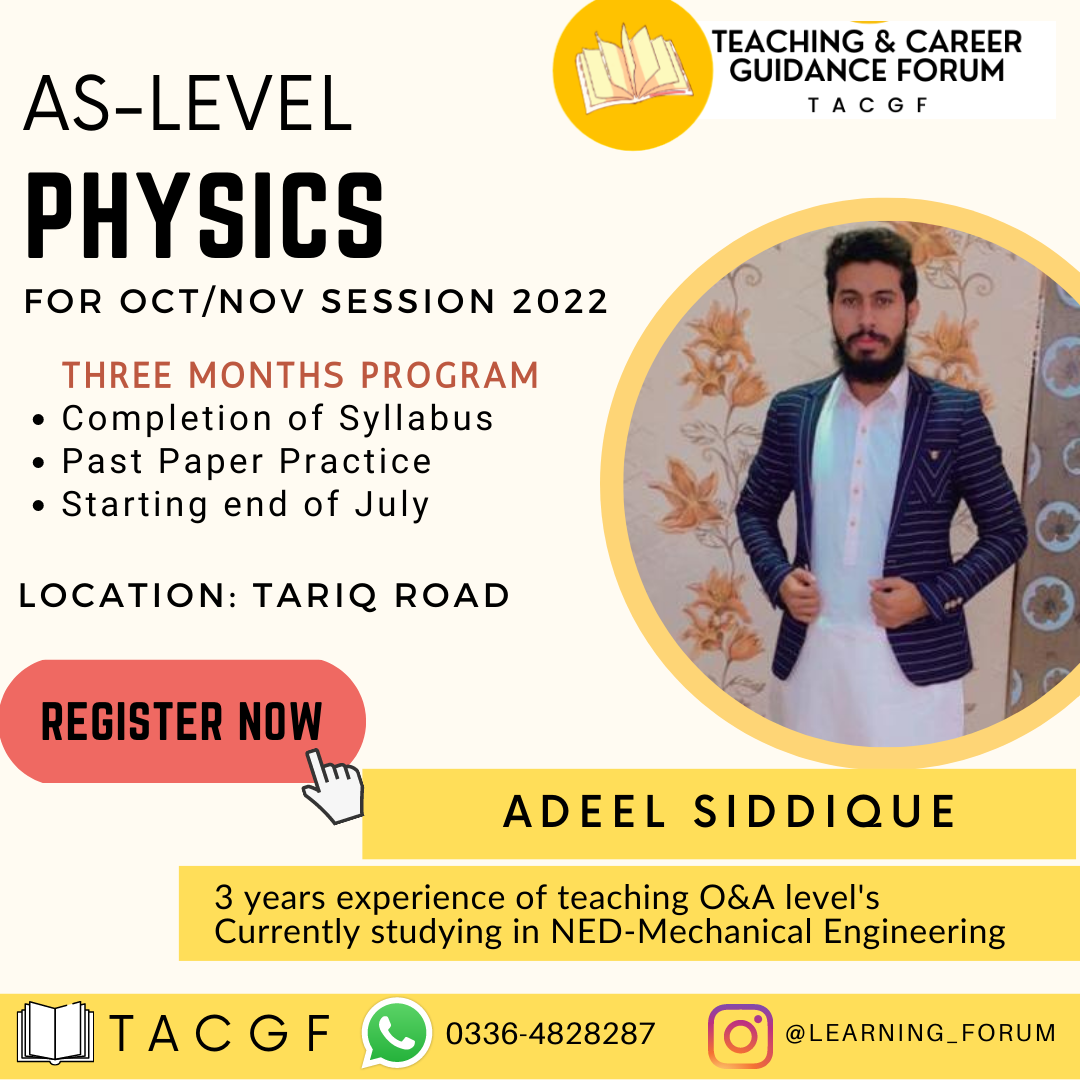 TEACHING & CAREER
GUIDANCE FORUM
TACGF
AS-LEVEL
PHYSICS
FOR OCT/NOV SESSION 2022
THREE MONTHS PROGRAM
• Completion of Syllabus
• Past Paper Practice
• Starting end of July
LOCATION: TARIQ ROAD
REGISTER NOW
ADEEL SIDDIQUE
3 years experience of teaching O&A level's
Currently studying in NED-Mechanical Engineering
TACGF 0336-4828287 @LEARNING_FORUM